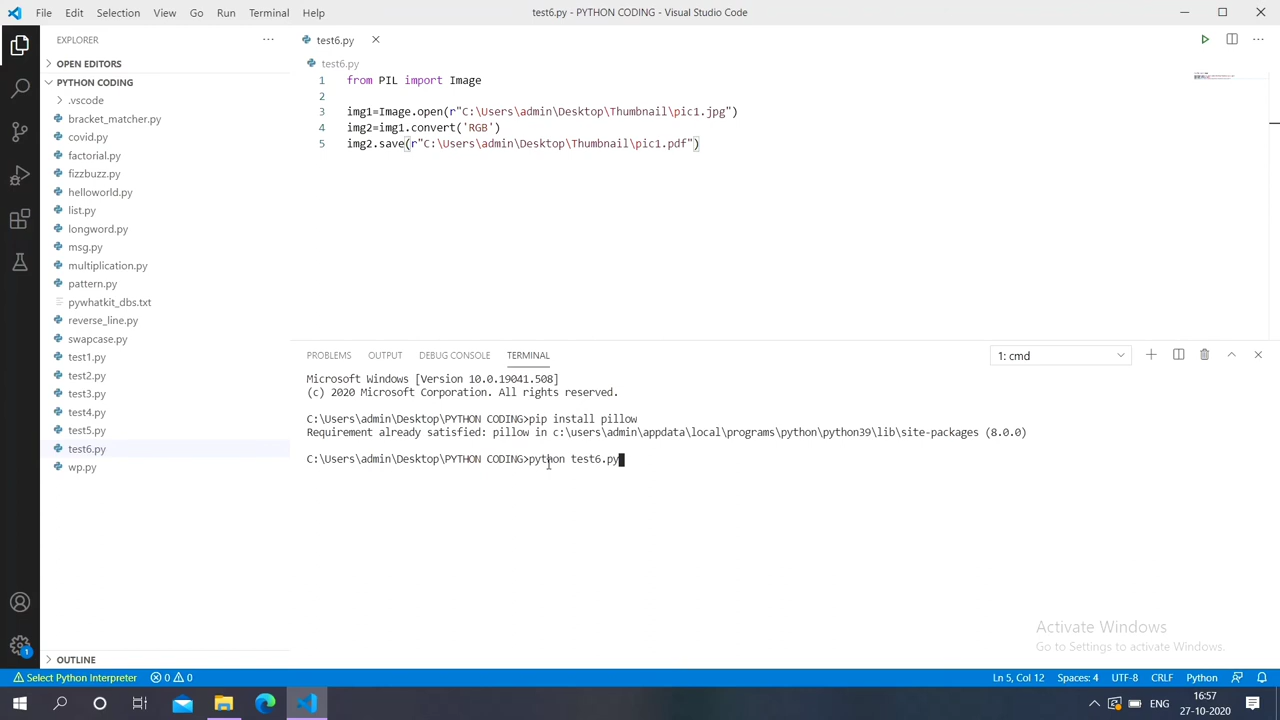 File Edit Selection View Go Run Terminal Help
test6.py - PYTHON CODING - Visual Studio Code
EXPLORER
OPEN EDITORS
PYTHON CODING
.vscode
bracket_matcher.py
covid.py
factorial.py
fizzbuzz.py
helloworld.py
list.py
longword.py
msg.py
multiplication.py
pattern.py
pywhatkit_dbs.txt
reverse_line.py
swapcase.py
test1.py
test2.py
test3.py
test4.py
test5.py
test6.py
wp.py
OUTLINE
test6.py
test6.py
1 from PIL import Image
2
3 img1=Image.open(r"C:\Users\admin\Desktop\Thumbnail\pic1.jpg")
4 img2=img1.convert('RGB')
5 img2.save(r"C:\Users\admin\Desktop\Thumbnail\pic1.pdf")
PROBLEMS OUTPUT DEBUG CONSOLE TERMINAL
1: cmd
Microsoft Windows [Version 10.0.19041.508]
(c) 2020 Microsoft Corporation. All rights reserved.
C:\Users\admin\Desktop\PYTHON CODING>pip install pillow
Requirement already satisfied: pillow in c:\users\admin\appdata\local\programs\python\python39\lib\site-packages (8.0.0)
C:\Users\admin\Desktop\PYTHON CODING>python test6.py
Activate Windows
Go to Settings to activate Windows.
1
Select Python Interpreter 0 0
Ln 5, Col 12 Spaces: 4 UTF-8 CRLF Python
ENG
16:57
27-10-2020